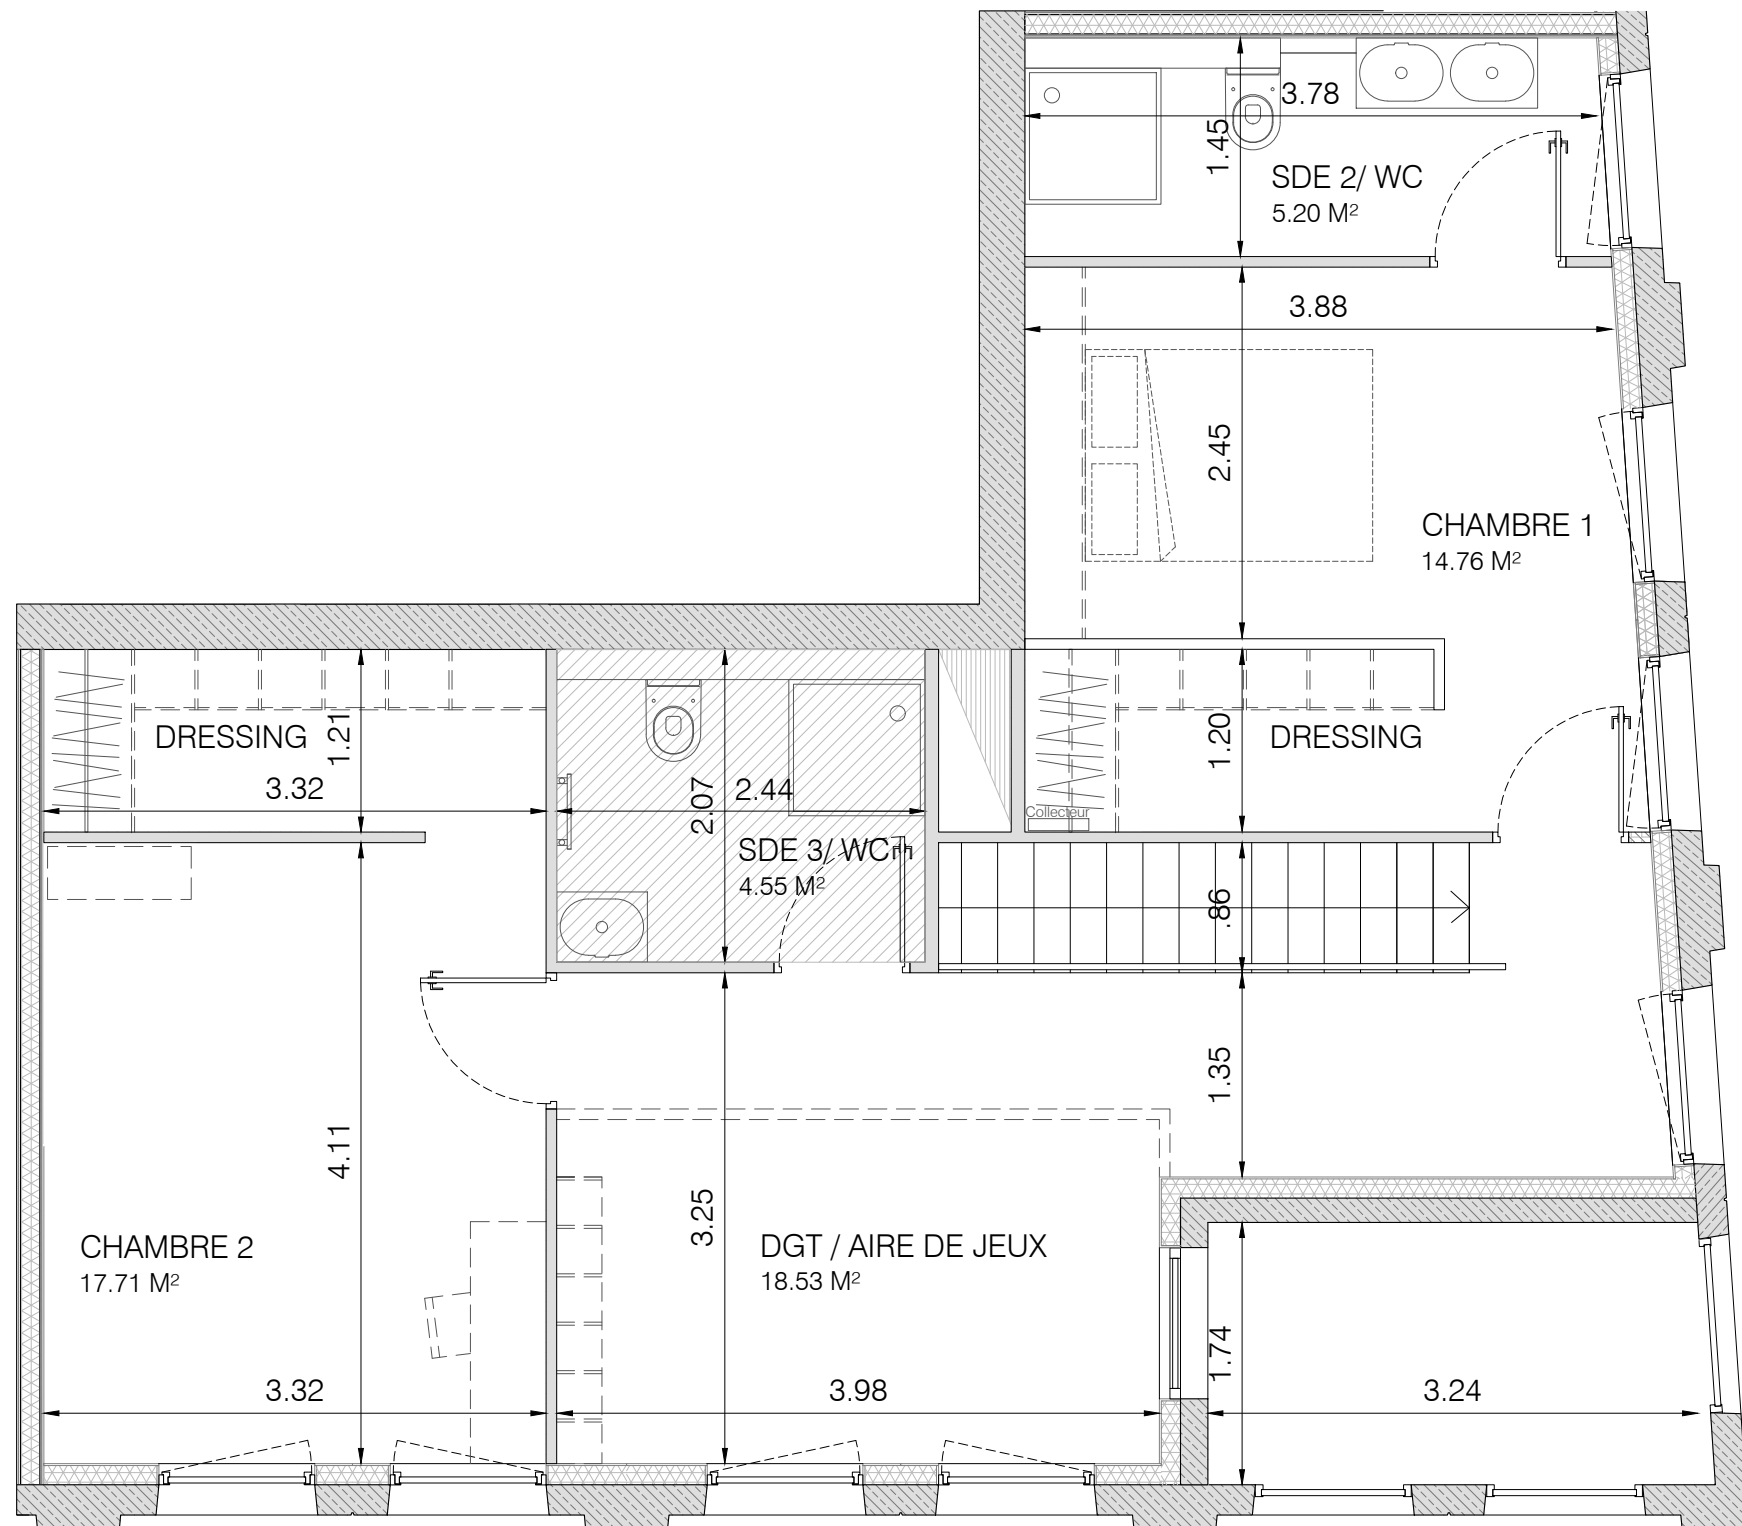 3.78
1.45
SDE 2/ WC
5.20 M²
3.88
2.45
CHAMBRE 1
14.76 M²
DRESSING
1.21
3.32
2.07
2.44
SDE 3/ WC
4.55 M²
1.20
DRESSING
Collecteur
.86
1.35
4.11
3.25
CHAMBRE 2
17.71 M²
DGT / AIRE DE JEUX
18.53 M²
1.74
3.32
3.98
3.24